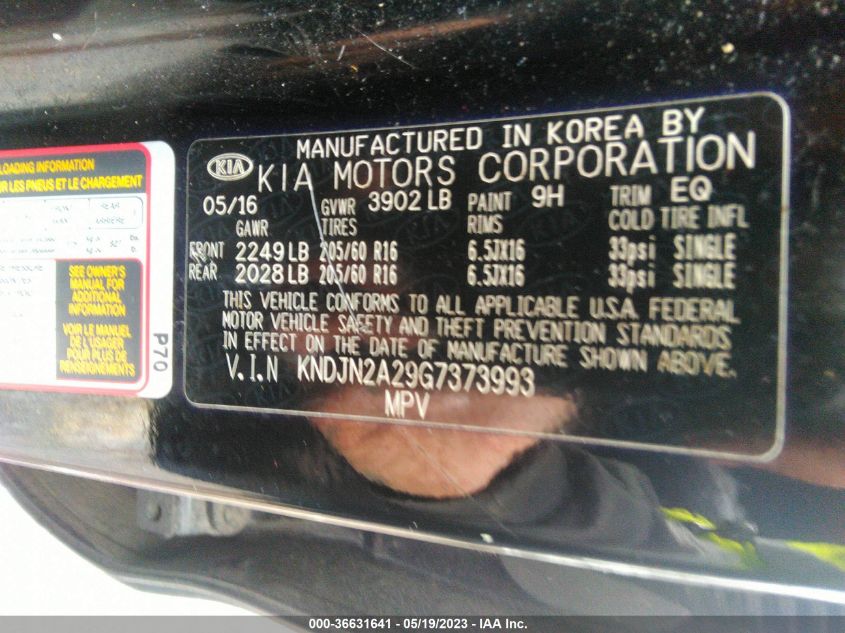 LOADING INFORMATION
UR LES PNEUS ET LE CHARGEMENT
SEE OWNER'S
MANUAL FOR
ADDITIONAL
INFORMATION
VOIR LE MANUEL
DE L'USAGER
POUR PLUS DE
RENSEIGNEMENTS
P70
KIA
MANUFACTURED IN KOREA BY
KIA MOTORS CORPORATION
05/16 GVWR 3902 LB PAINT 9H TRIM EQ
GAWR TIRES RIMS COLD TIRE INFL
FRONT 2249 LB 205/60 R16 6.5JX16 33psi SINGLE
REAR 2028 LB 205/60 R16 6.5JX16 33psi SINGLE
THIS VEHICLE CONFORMS TO ALL APPLICABLE U.S.A. FEDERAL
MOTOR VEHICLE SAFETY AND THEFT PREVENTION STANDARDS
IN EFFECT ON THE DATE OF MANUFACTURE SHOWN ABOVE.
V.I.N KNDJN2A29G7373993
MPV
000-36631641 - 05/19/2023 - IAA Inc.